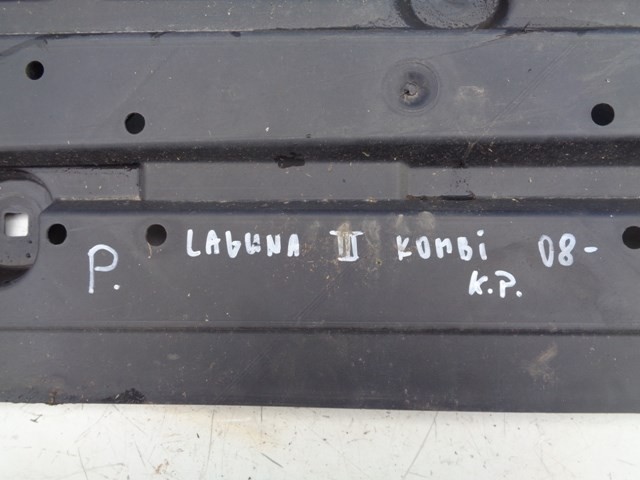 P. LAGUNA III KOMBI 08-
K.P.